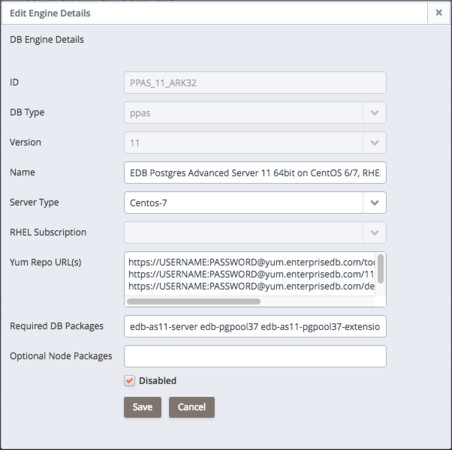 Edit Engine Details
DB Engine Details
ID PPAS_11_ARK32
DB Type ppas
Version 11
Name EDB Postgres Advanced Server 11 64bit on CentOS 6/7, RHE
Server Type Centos-7
RHEL Subscription
Yum Repo URL(s) https://USERNAME:PASSWORD@yum.enterprisedb.com/too
https://USERNAME:PASSWORD@yum.enterprisedb.com/11
https://USERNAME:PASSWORD@yum.enterprisedb.com/de
Required DB Packages edb-as11-server edb-pgpool37 edb-as11-pgpool37-extensio
Optional Node Packages
Disabled
Save Cancel